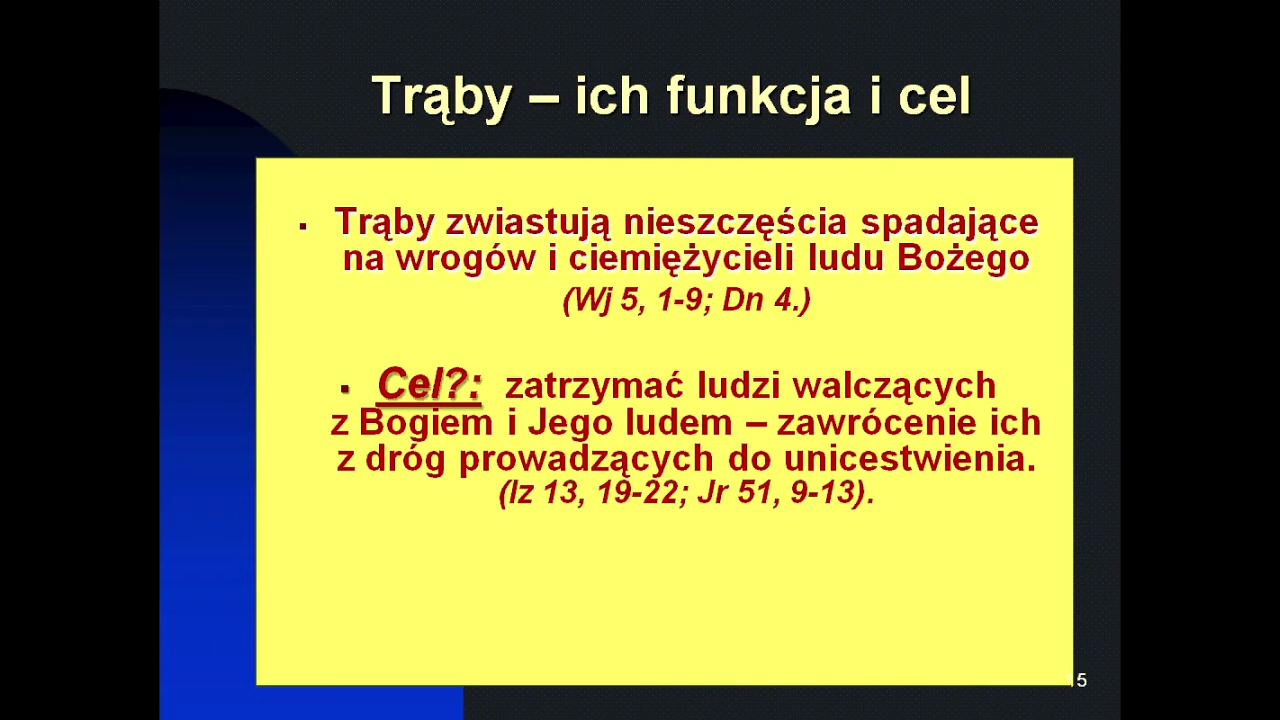 Trąby – ich funkcja i cel
▪ Trąby zwiastują nieszczęścia spadające
na wrogów i ciemiężycieli ludu Bożego
(Wj 5, 1-9; Dn 4.)
▪ Cel?: zatrzymać ludzi walczących
z Bogiem i Jego ludem – zawrócenie ich
z dróg prowadzących do unicestwienia.
(Iz 13, 19-22; Jr 51, 9-13).
15